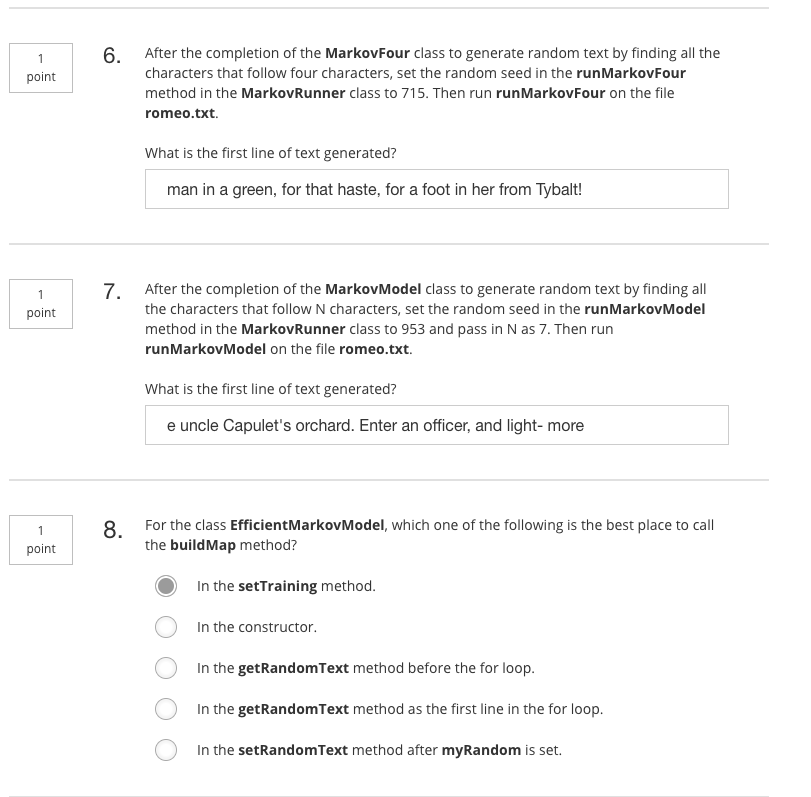 1
point
6.
After the completion of the MarkovFour class to generate random text by finding all the
characters that follow four characters, set the random seed in the runMarkovFour
method in the MarkovRunner class to 715. Then run runMarkovFour on the file
romeo.txt.
What is the first line of text generated?
man in a green, for that haste, for a foot in her from Tybalt!
1
point
7.
After the completion of the MarkovModel class to generate random text by finding all
the characters that follow N characters, set the random seed in the runMarkovModel
method in the MarkovRunner class to 953 and pass in N as 7. Then run
runMarkovModel on the file romeo.txt.
What is the first line of text generated?
e uncle Capulet's orchard. Enter an officer, and light- more
1
point
8.
For the class EfficientMarkovModel, which one of the following is the best place to call
the buildMap method?
In the setTraining method.
In the constructor.
In the getRandomText method before the for loop.
In the getRandomText method as the first line in the for loop.
In the setRandomText method after myRandom is set.